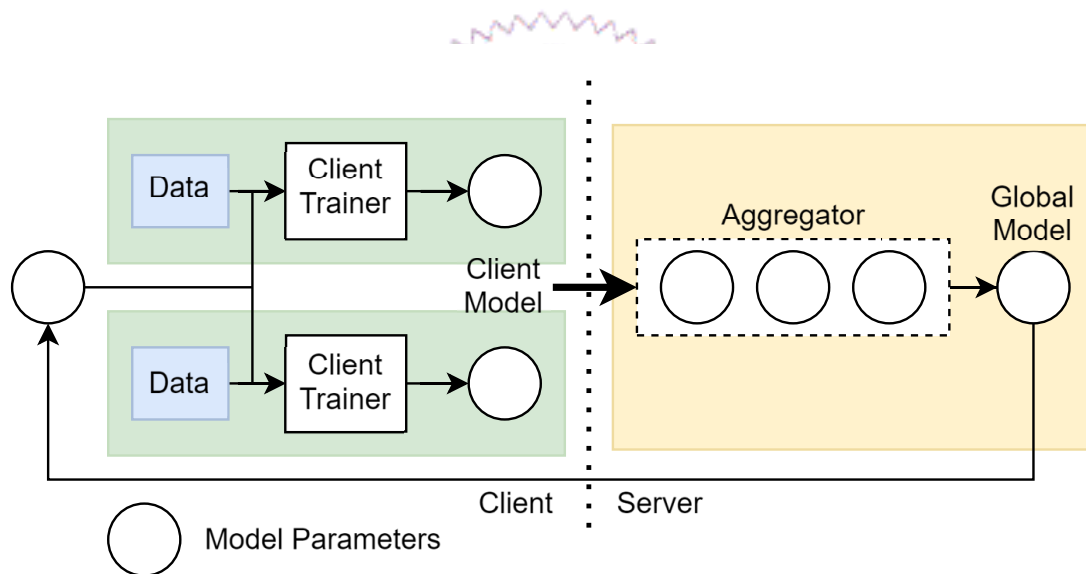 Data
Client
Trainer
Client
Model
Data
Client
Trainer
Aggregator
Global
Model
Client
Server
Model Parameters